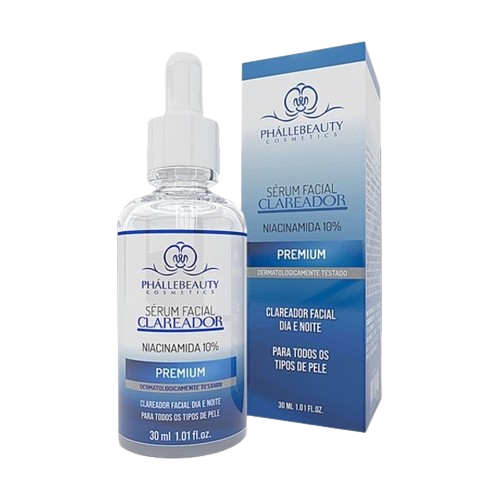 PHÁLLEBEAUTY
COSMETICS
SÉRUM FACIAL
CLAREADOR
NIACINAMIDA 10%
PREMIUM
DERMATOLOGICAMENTE TESTADO
CLAREADOR FACIAL DIA E NOITE
PARA TODOS OS TIPOS DE PELE
30 ml 1.01 fl.oz.
PHÁLLEBEAUTY
COSMETICS
SÉRUM FACIAL
CLAREADOR
NIACINAMIDA 10%
PREMIUM
DERMATOLOGICAMENTE TESTADO
CLAREADOR FACIAL
DIA E NOITE
PARA TODOS OS
TIPOS DE PELE
30 ML 1.01 FL.OZ.